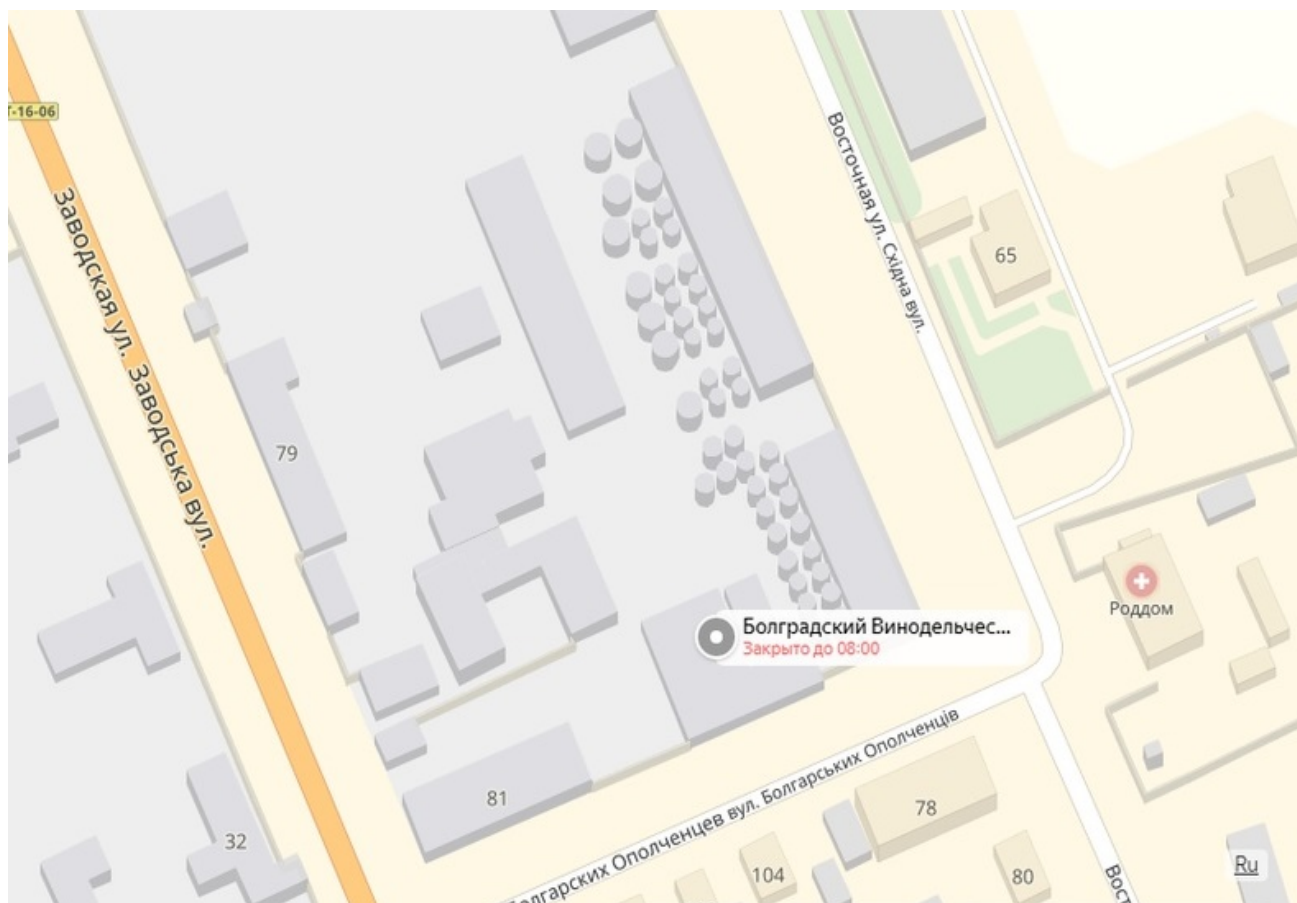 Т-16-06
Заводская ул. Заводська вул.
Восточная ул. Східна вул.
65
79
Роддом
Болградский Винодельчес...
Закрыто до 08:00
Болгарских Ополченцев вул. Болгарських Ополченців
81
78
32
104
80
Вост
Ru